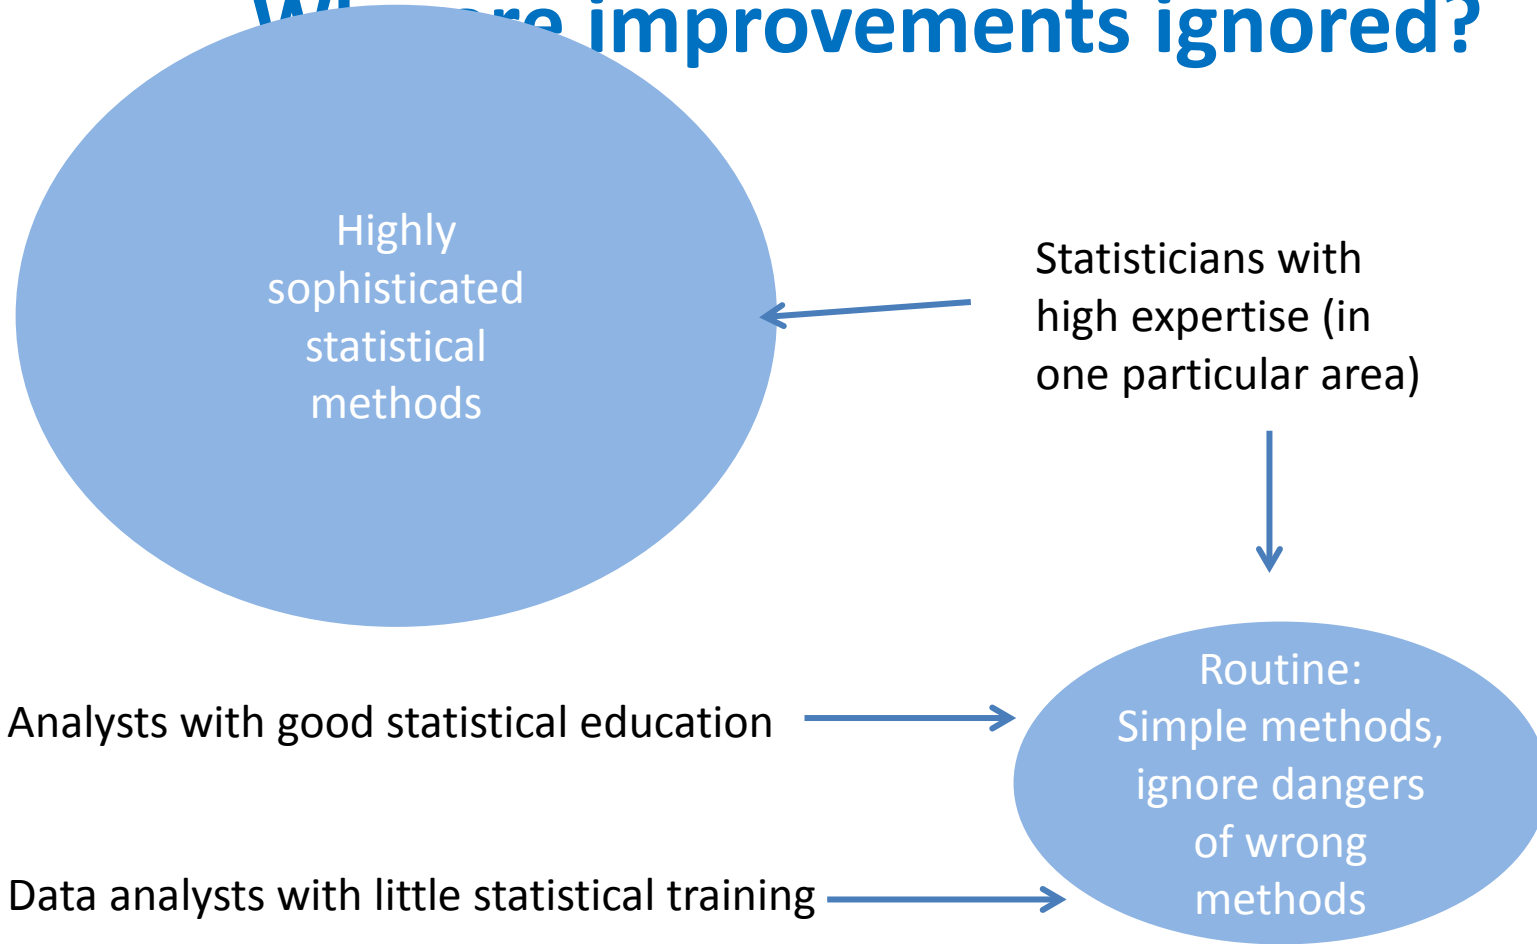 improvements ignored?
Highly
sophisticated
statistical
methods
Statisticians with
high expertise (in
one particular area)
Analysts with good statistical education
Routine:
Simple methods,
ignore dangers
of wrong
methods
Data analysts with little statistical training